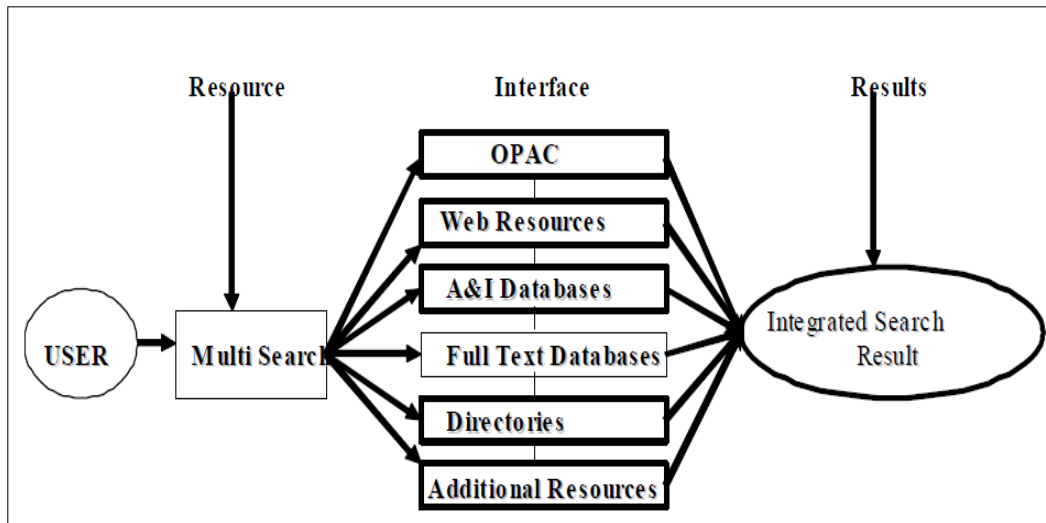 Resource
Interface
Results
OPAC
Web Resources
A&I Databases
USER
Multi Search
Full Text Databases
Integrated Search
Result
Directories
Additional Resources